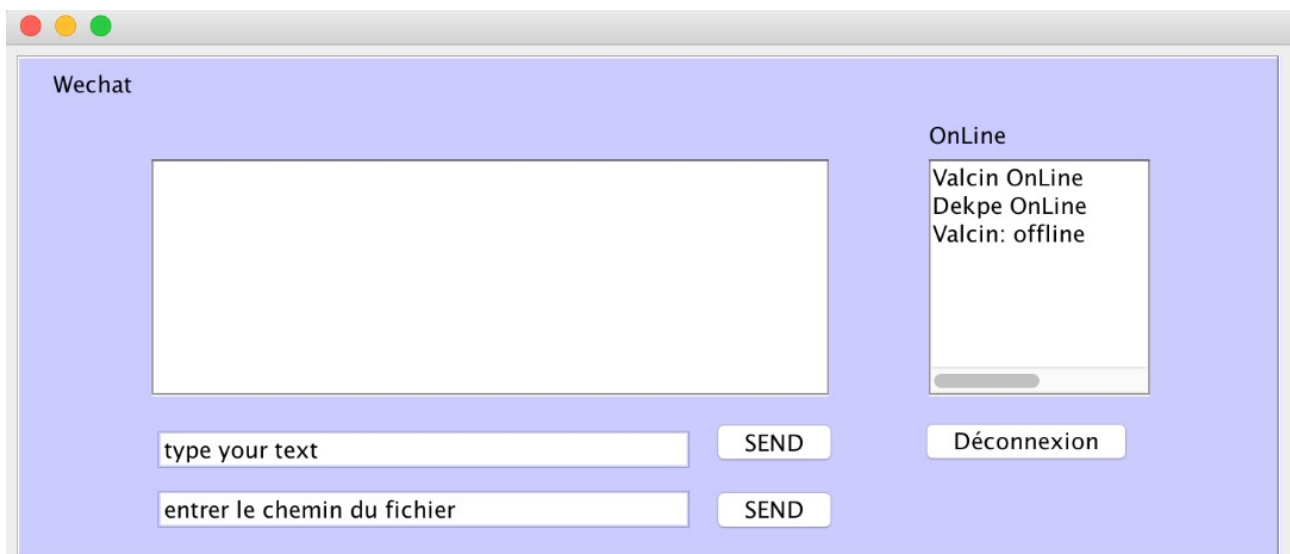 Wechat
OnLine
Valcin OnLine
Dekpe OnLine
Valcin: offline
type your text
SEND
Déconnexion
entrer le chemin du fichier
SEND